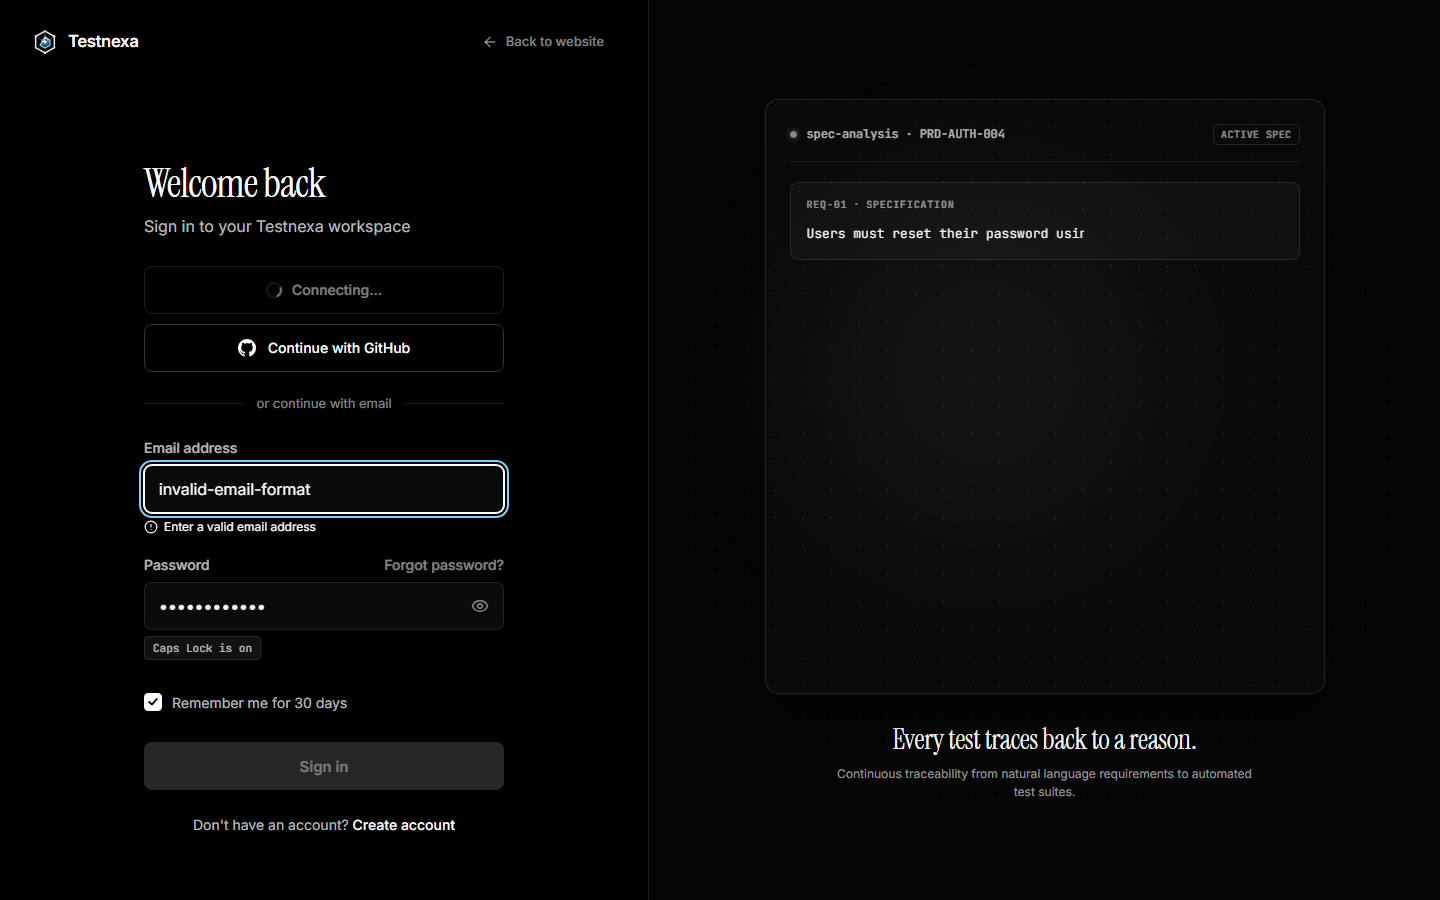 Testnexa
Back to website
Welcome back
Sign in to your Testnexa workspace
Connecting...
Continue with GitHub
or continue with email
Email address
invalid-email-format
Enter a valid email address
Password
Forgot password?
••••••••••••
Caps Lock is on
Remember me for 30 days
Sign in
Don't have an account? Create account
spec-analysis · PRD-AUTH-004
ACTIVE SPEC
REQ-01 · SPECIFICATION
Users must reset their password usin
Every test traces back to a reason.
Continuous traceability from natural language requirements to automated
test suites.